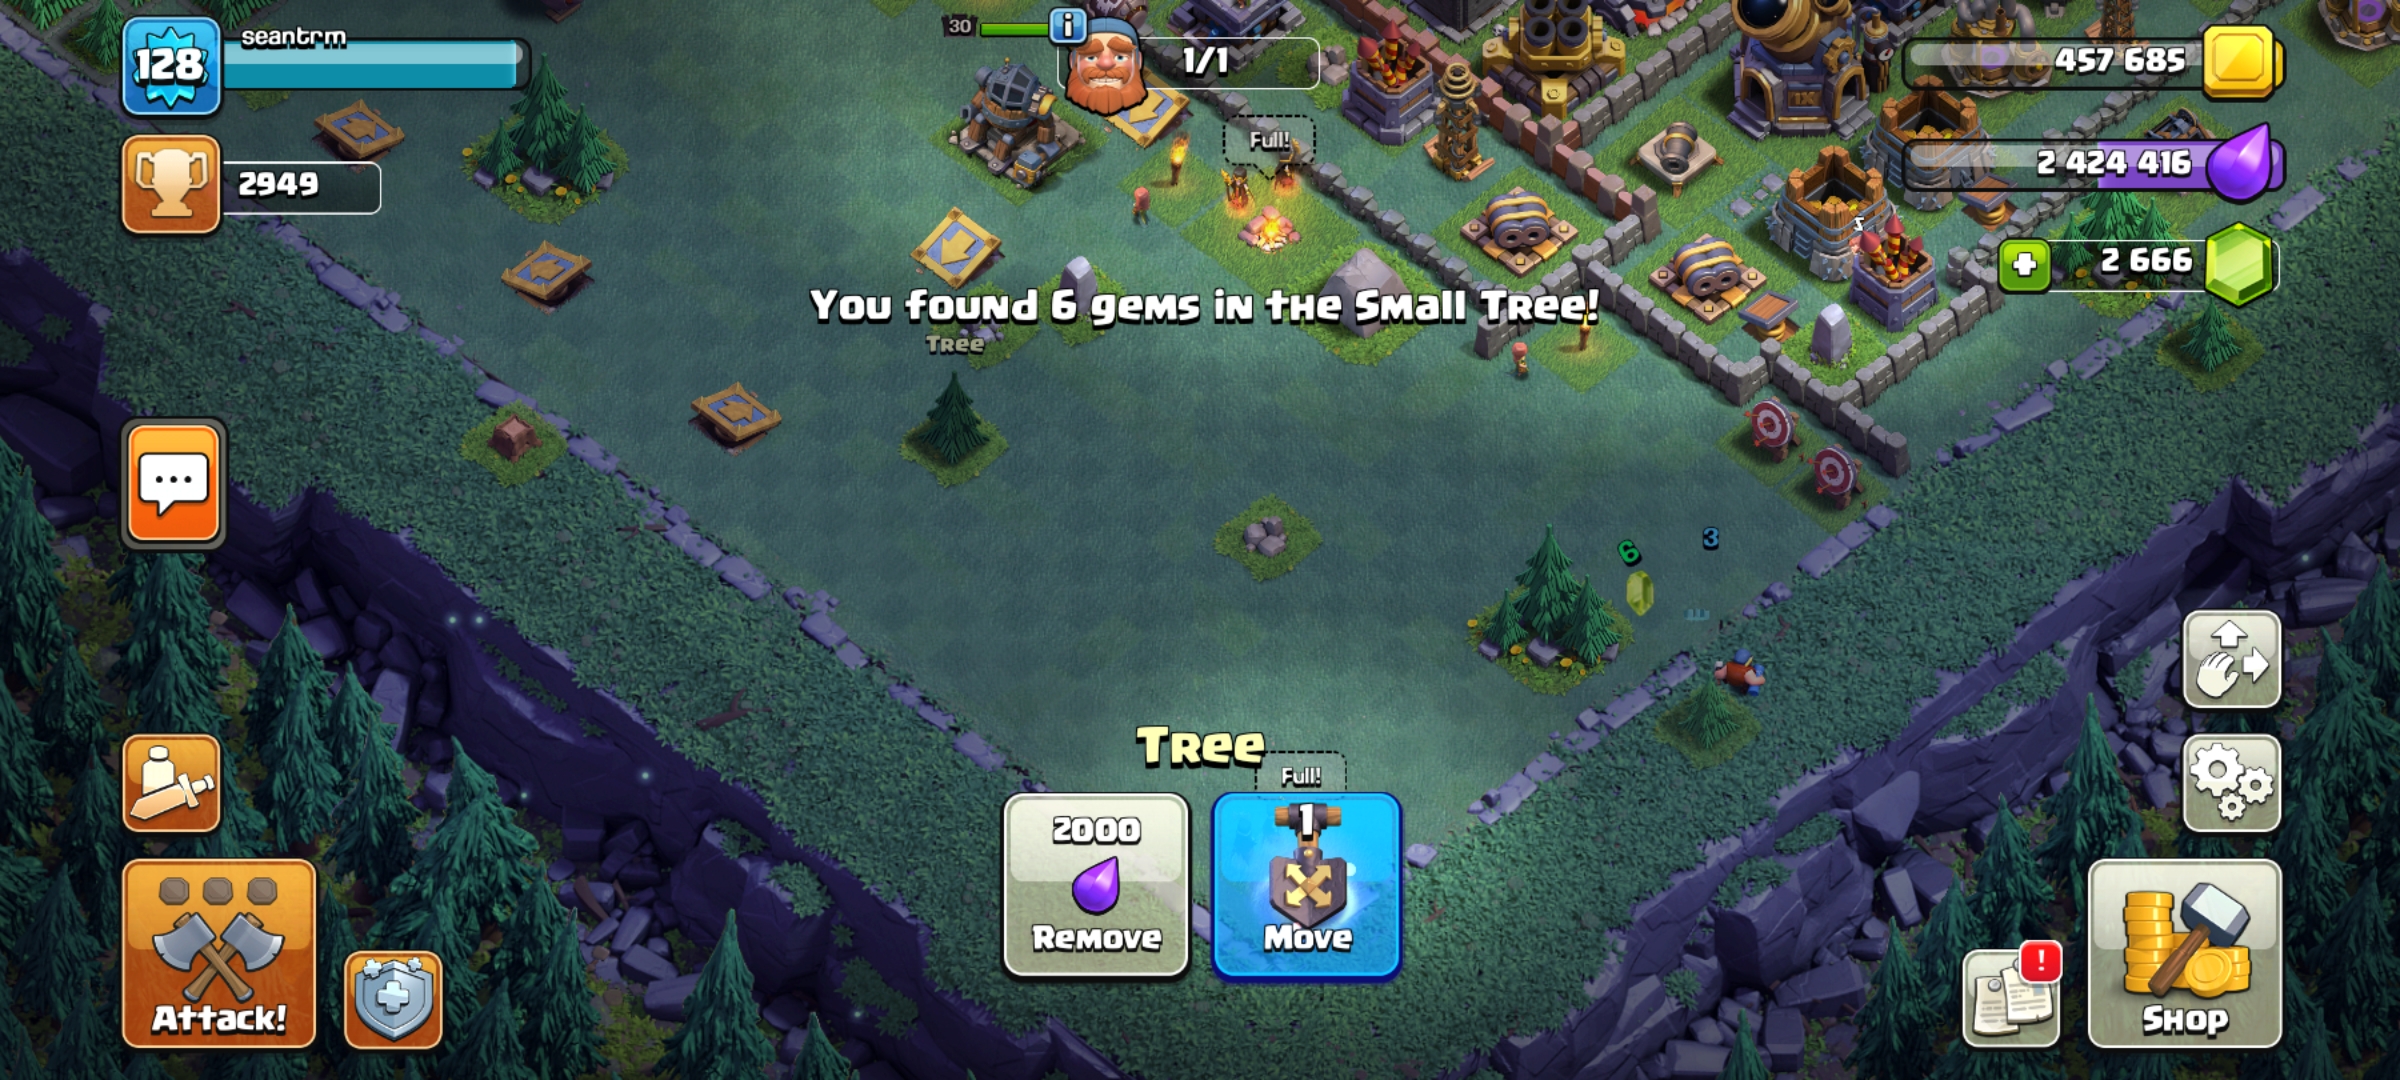 128
seantrm
30
i
1/1
457 685
2949
Full!
2 424 416
2 666
You found 6 gems in the Small Tree!
Tree
6
3
Tree
Full!
2000
1
Remove
Move
Attack!
!
Shop